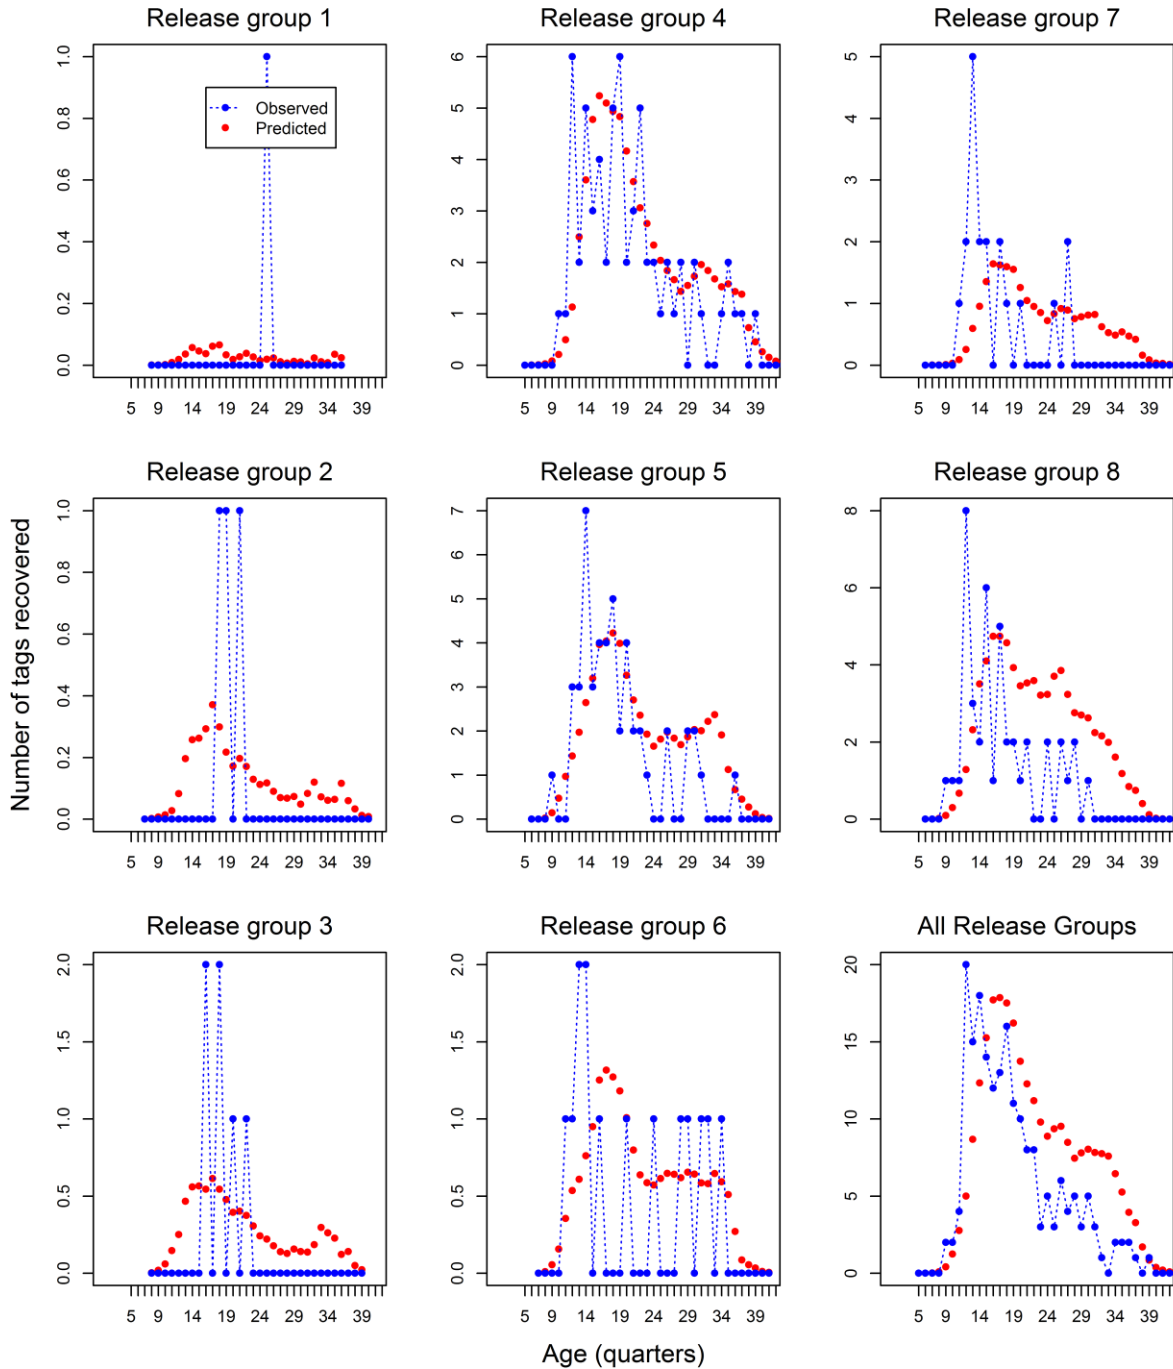 Release group 1
Release group 4
Release group 7
0.0 0.2 0.4 0.6 0.8 1.0
Observed
Predicted
5 9 14 19 24 29 34 39
0 1 2 3 4 5 6
5 9 14 19 24 29 34 39
0 1 2 3 4 5
5 9 14 19 24 29 34 39
Release group 2
Release group 5
Release group 8
Number of tags recovered
0.0 0.2 0.4 0.6 0.8 1.0
5 9 14 19 24 29 34 39
0 1 2 3 4 5 6 7
5 9 14 19 24 29 34 39
0 2 4 6 8
5 9 14 19 24 29 34 39
Release group 3
Release group 6
All Release Groups
0.0 0.5 1.0 1.5 2.0
5 9 14 19 24 29 34 39
0.0 0.5 1.0 1.5 2.0
5 9 14 19 24 29 34 39
0 5 10 15 20
5 9 14 19 24 29 34 39
Age (quarters)